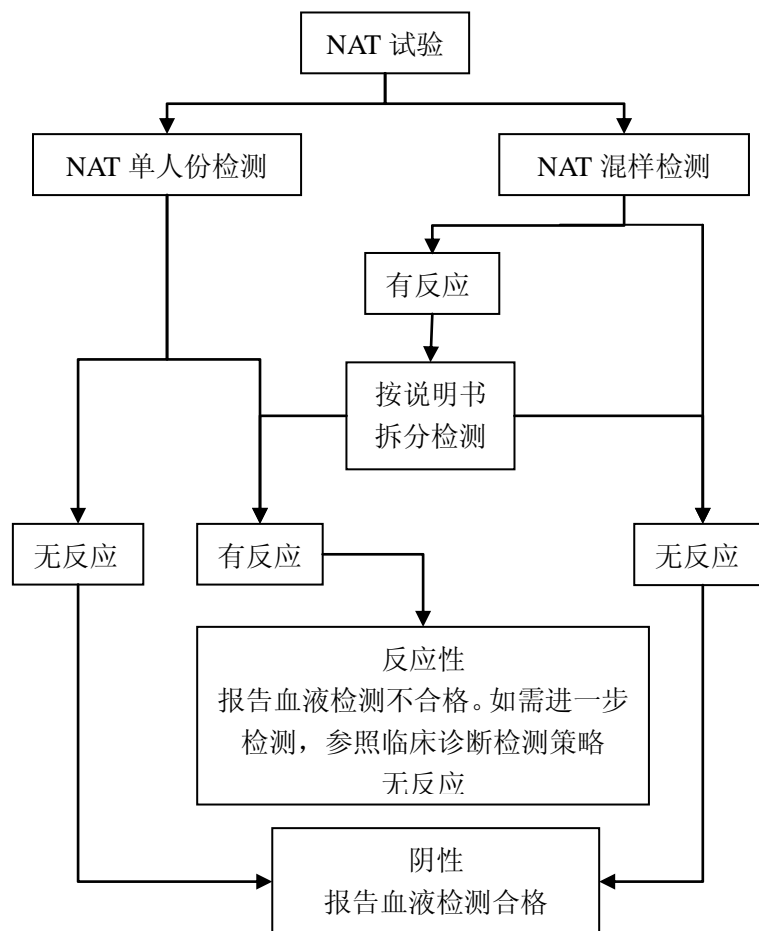 NAT 试验
NAT 单人份检测
NAT 混样检测
有反应
按说明书
拆分检测
无反应
有反应
无反应
反应性
报告血液检测不合格。如需进一步
检测，参照临床诊断检测策略
无反应
阴性
报告血液检测合格